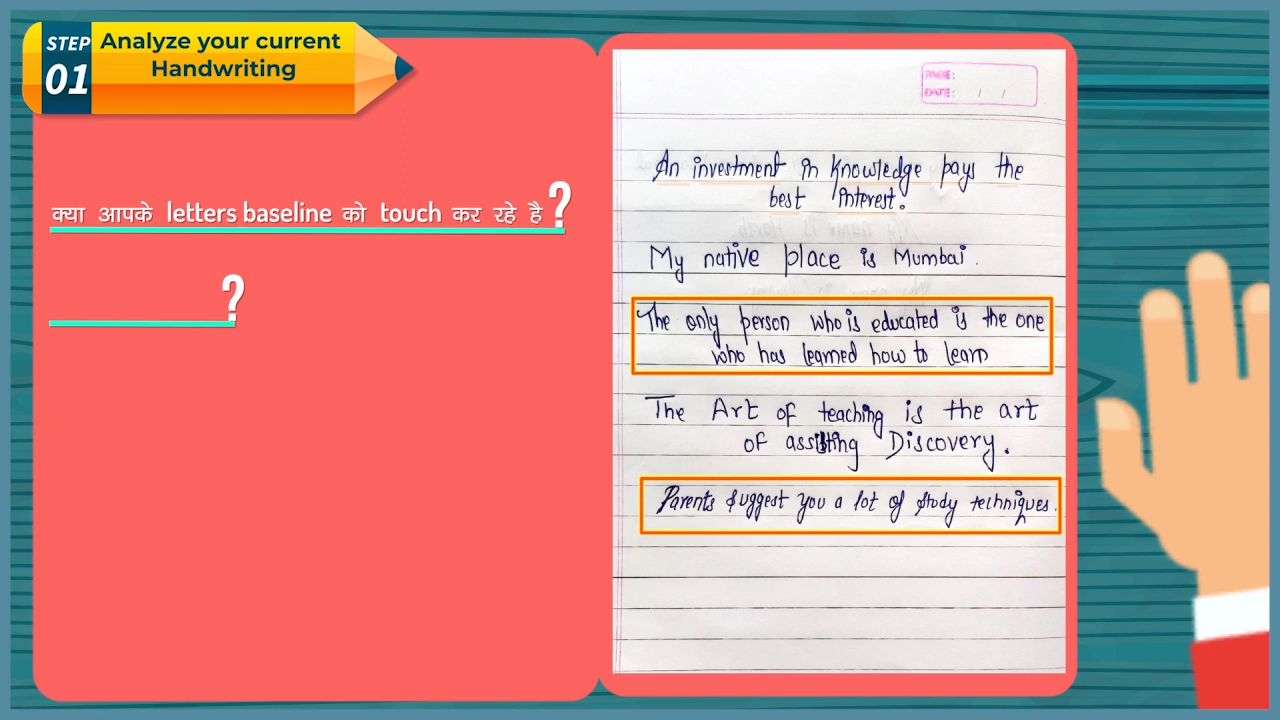 STEP
01
Analyze your current
Handwriting
क्या आपके letters baseline को touch कर रहे है?
?
PAGE:
DATE: / /
An investment in knowledge pays the
best interest.
My native place is Mumbai.
The only person who is educated is the one
who has learned how to learn
The Art of teaching is the art
of assisting Discovery.
Parents suggest you a lot of study techniques.